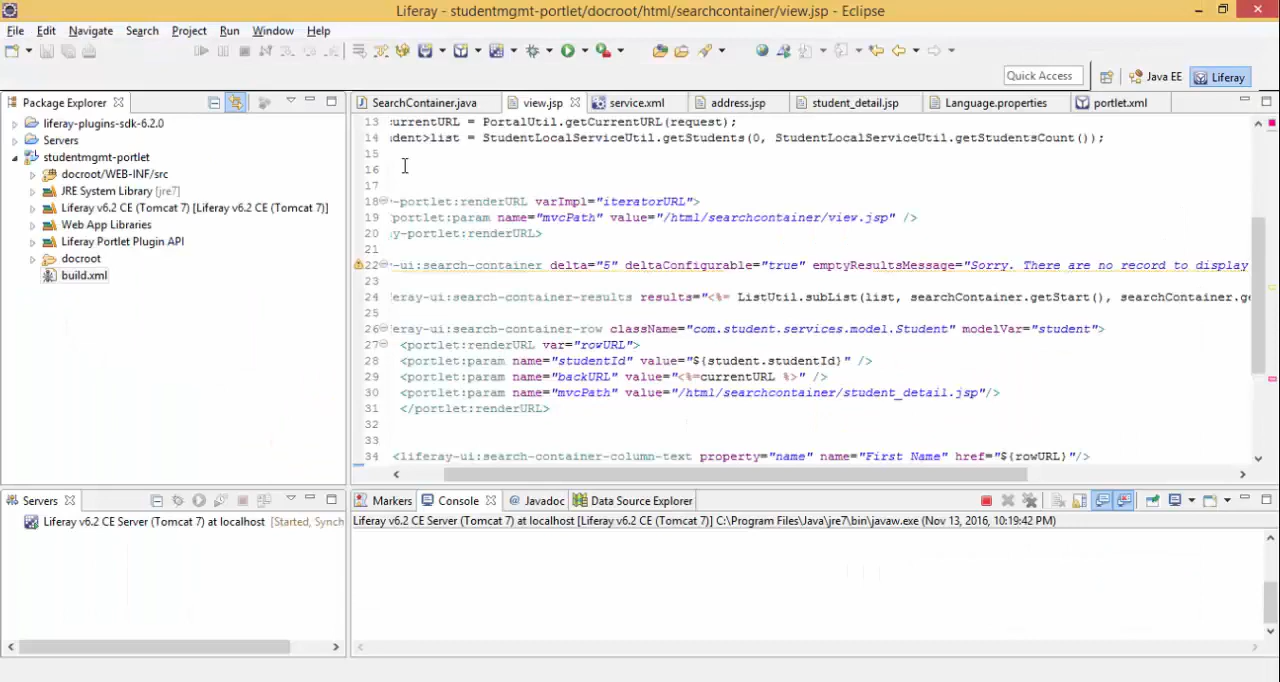 Liferay - studentmgmt-portlet/docroot/html/searchcontainer/view.jsp - Eclipse
File Edit Navigate Search Project Run Window Help
Quick Access Java EE Liferay
Package Explorer
liferay-plugins-sdk-6.2.0
Servers
studentmgmt-portlet
docroot/WEB-INF/src
JRE System Library [jre7]
Liferay v6.2 CE (Tomcat 7) [Liferay v6.2 CE (Tomcat 7)]
Web App Libraries
Liferay Portlet Plugin API
docroot
build.xml
SearchContainer.java view.jsp service.xml address.jsp student_detail.jsp Language.properties portlet.xml
13 currentURL = PortalUtil.getCurrentURL(request);
14 dent>list = StudentLocalServiceUtil.getStudents(0, StudentLocalServiceUtil.getStudentsCount());
15
16
17
18 -portlet:renderURL varImpl="iteratorURL">
19 portlet:param name="mvcPath" value="/html/searchcontainer/view.jsp" />
20 y-portlet:renderURL>
21
22 -ui:search-container delta="5" deltaConfigurable="true" emptyResultsMessage="Sorry. There are no record to display
23
24 eray-ui:search-container-results results="<%= ListUtil.subList(list, searchContainer.getStart(), searchContainer.ge
25
26 eray-ui:search-container-row className="com.student.services.model.Student" modelVar="student">
27 <portlet:renderURL var="rowURL">
28 <portlet:param name="studentId" value="${student.studentId}" />
29 <portlet:param name="backURL" value="<%=currentURL %>" />
30 <portlet:param name="mvcPath" value="/html/searchcontainer/student_detail.jsp"/>
31 </portlet:renderURL>
32
33
34 <liferay-ui:search-container-column-text property="name" name="First Name" href="${rowURL}"/>
Servers
Liferay v6.2 CE Server (Tomcat 7) at localhost [Started, Synch
Markers Console Javadoc Data Source Explorer
Liferay v6.2 CE Server (Tomcat 7) at localhost [Liferay v6.2 CE (Tomcat 7)] C:\Program Files\Java\jre7\bin\javaw.exe (Nov 13, 2016, 10:19:42 PM)